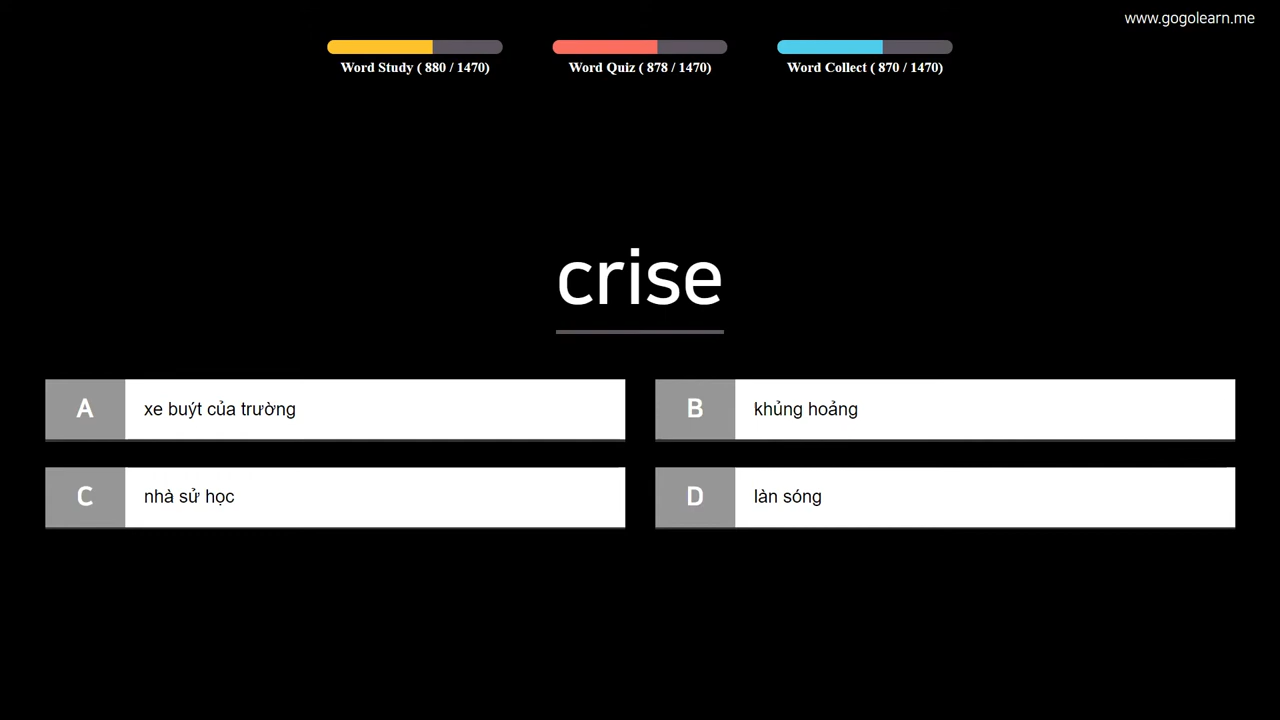 www.gogolearn.me
Word Study ( 880 / 1470)
Word Quiz ( 878 / 1470)
Word Collect ( 870 / 1470)
crise
A xe buýt của trường
B khủng hoảng
C nhà sử học
D làn sóng